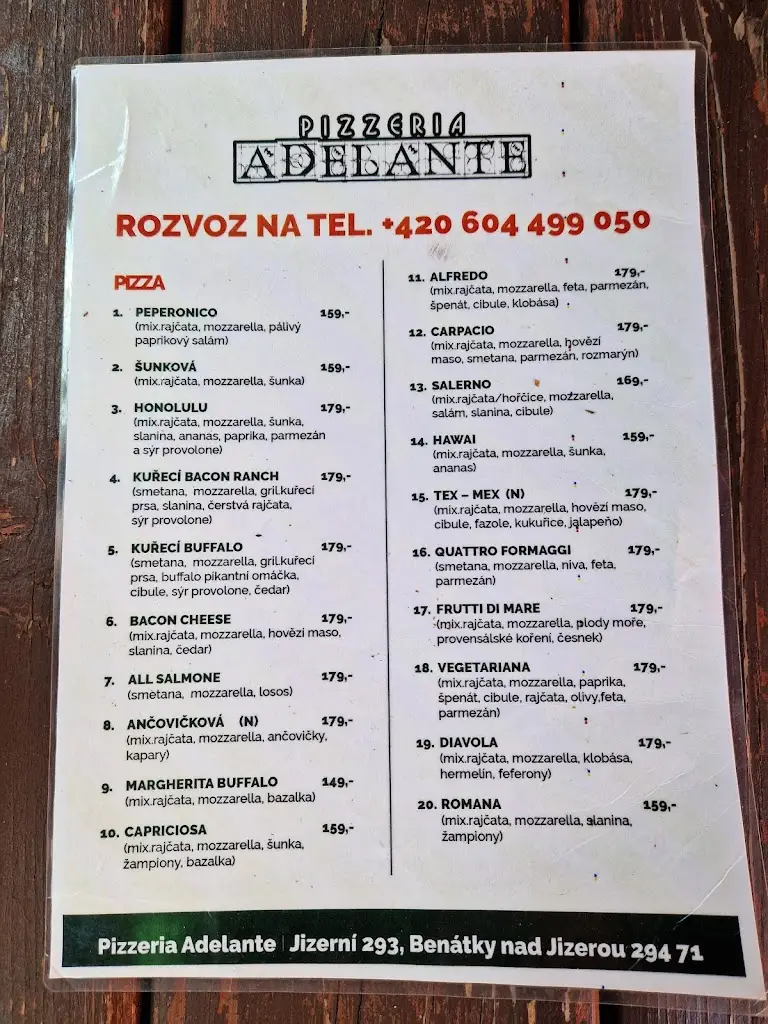 PIZZERIA
ADELANTE
ROZVOZ NA TEL. +420 604 499 050
PIZZA
1. PEPERONICO 159,-
(mix.rajčata, mozzarella, pálivý
paprikový salám)
2. ŠUNKOVÁ 159,-
(mix.rajčata, mozzarella, šunka)
3. HONOLULU 179,-
(mix.rajčata, mozzarella, šunka,
slanina, ananas, paprika, parmezán
a sýr provolone)
4. KUŘECÍ BACON RANCH 179,-
(smetana, mozzarella, gril.kuřecí
prsa, slanina, čerstvá rajčata,
sýr provolone)
5. KUŘECÍ BUFFALO 179,-
(smetana, mozzarella, gril.kuřecí
prsa, buffalo pikantní omáčka,
cibule, sýr provolone, čedar)
6. BACON CHEESE 179,-
(mix.rajčata, mozzarella, hovězí maso,
slanina, čedar)
7. ALL SALMONE 179,-
(smetana, mozzarella, losos)
8. ANČOVIČKOVÁ (N) 179,-
(mix.rajčata, mozzarella, ančovičky,
kapary)
9. MARGHERITA BUFFALO 149,-
(mix.rajčata, mozzarella, bazalka)
10. CAPRICIOSA 159,-
(mix.rajčata, mozzarella, šunka,
žampiony, bazalka)
11. ALFREDO 179,-
(mix.rajčata, mozzarella, feta, parmezán,
špenát, cibule, klobása)
12. CARPACIO 179,-
(mix.rajčata, mozzarella, hovězí
maso, smetana, parmezán, rozmarýn)
13. SALERNO 169,-
(mix.rajčata/hořčice, mozzarella,
salám, slanina, cibule)
14. HAWAI 159,-
(mix.rajčata, mozzarella, šunka,
ananas)
15. TEX – MEX (N) 179,-
(mix.rajčata, mozzarella, hovězí maso,
cibule, fazole, kukuřice, jalapeňo)
16. QUATTRO FORMAGGI 179,-
(smetana, mozzarella, niva, feta,
parmezán)
17. FRUTTI DI MARE 179,-
(mix.rajčata, mozzarella, plody moře,
provensálské koření, česnek)
18. VEGETARIANA 179,-
(mix.rajčata, mozzarella, paprika,
špenát, cibule, rajčata, olivy,feta,
parmezán)
19. DIAVOLA 179,-
(mix.rajčata, mozzarella, klobása,
hermelín, feferony)
20. ROMANA 159,-
(mix.rajčata, mozzarella, slanina,
žampiony)
Pizzeria Adelante | Jizerní 293, Benátky nad Jizerou 294 71